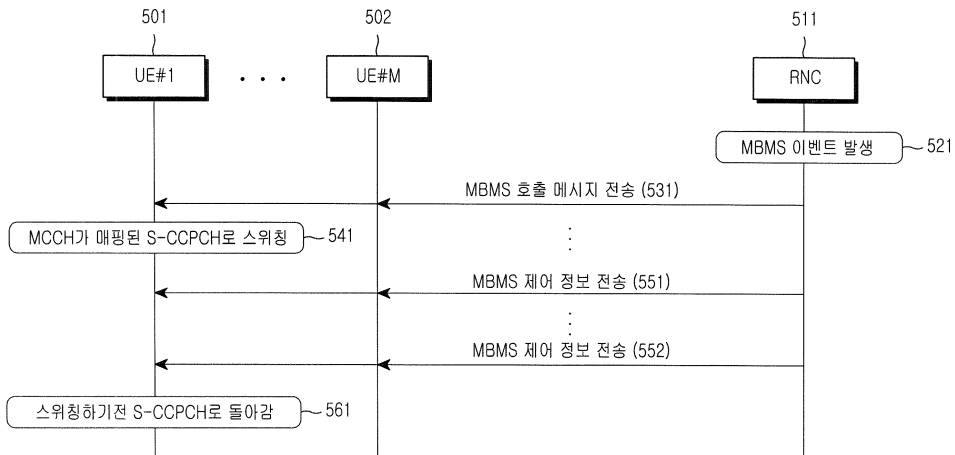 501 502 511
UE#1 . . . UE#M RNC
MBMS 이벤트 발생 521
MBMS 호출 메시지 전송 (531)
MCCH가 매핑된 S-CCPCH로 스위칭 541
MBMS 제어 정보 전송 (551)
MBMS 제어 정보 전송 (552)
스위칭하기전 S-CCPCH로 돌아감 561